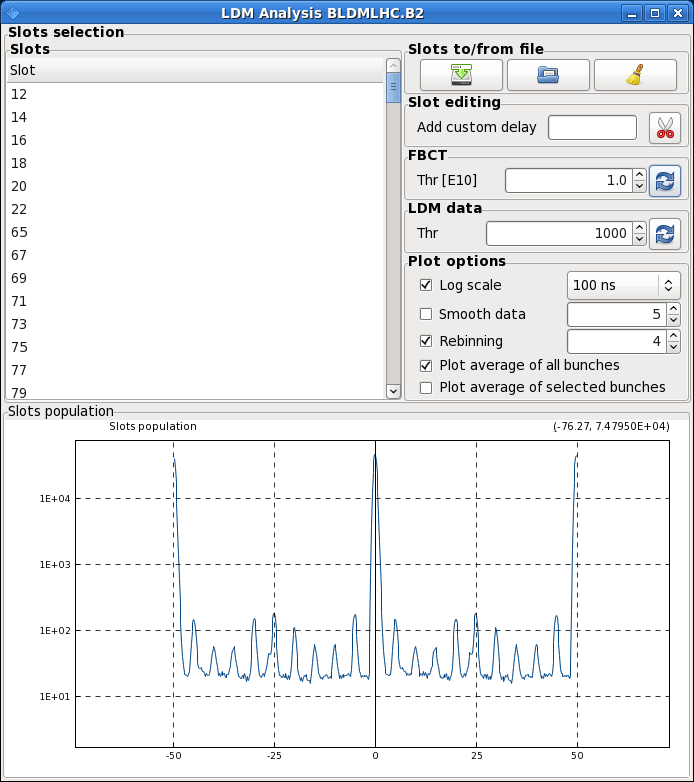 LDM Analysis BLDMLHC.B2
Slots selection
Slots
Slot
12
14
16
18
20
22
65
67
69
71
73
75
77
79
Slots to/from file
Slot editing
Add custom delay
FBCT
Thr [E10] 1.0
LDM data
Thr 1000
Plot options
Log scale 100 ns
Smooth data 5
Rebinning 4
Plot average of all bunches
Plot average of selected bunches
Slots population
Slots population (-76.27, 7.47950E+04)
1E+04
1E+03
1E+02
1E+01
-50 -25 0 25 50